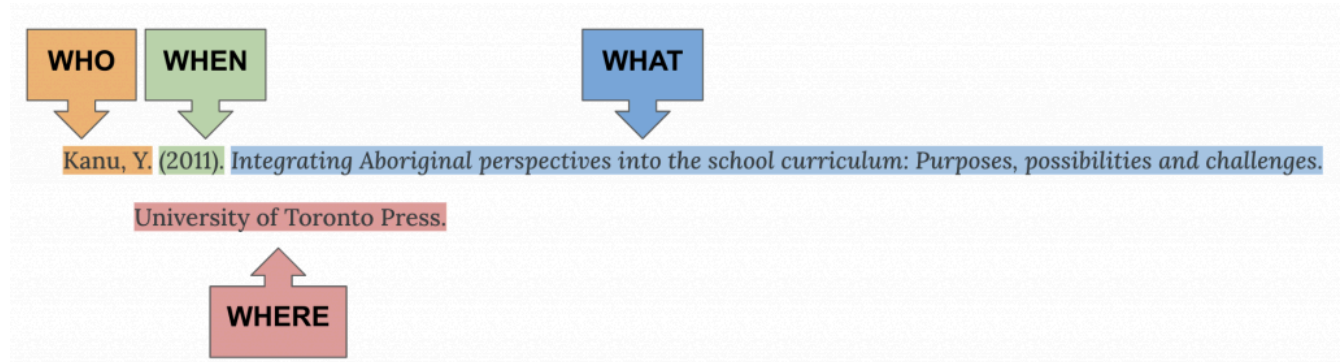 WHO WHEN WHAT
Kanu, Y. (2011). Integrating Aboriginal perspectives into the school curriculum: Purposes, possibilities and challenges.
University of Toronto Press.
WHERE